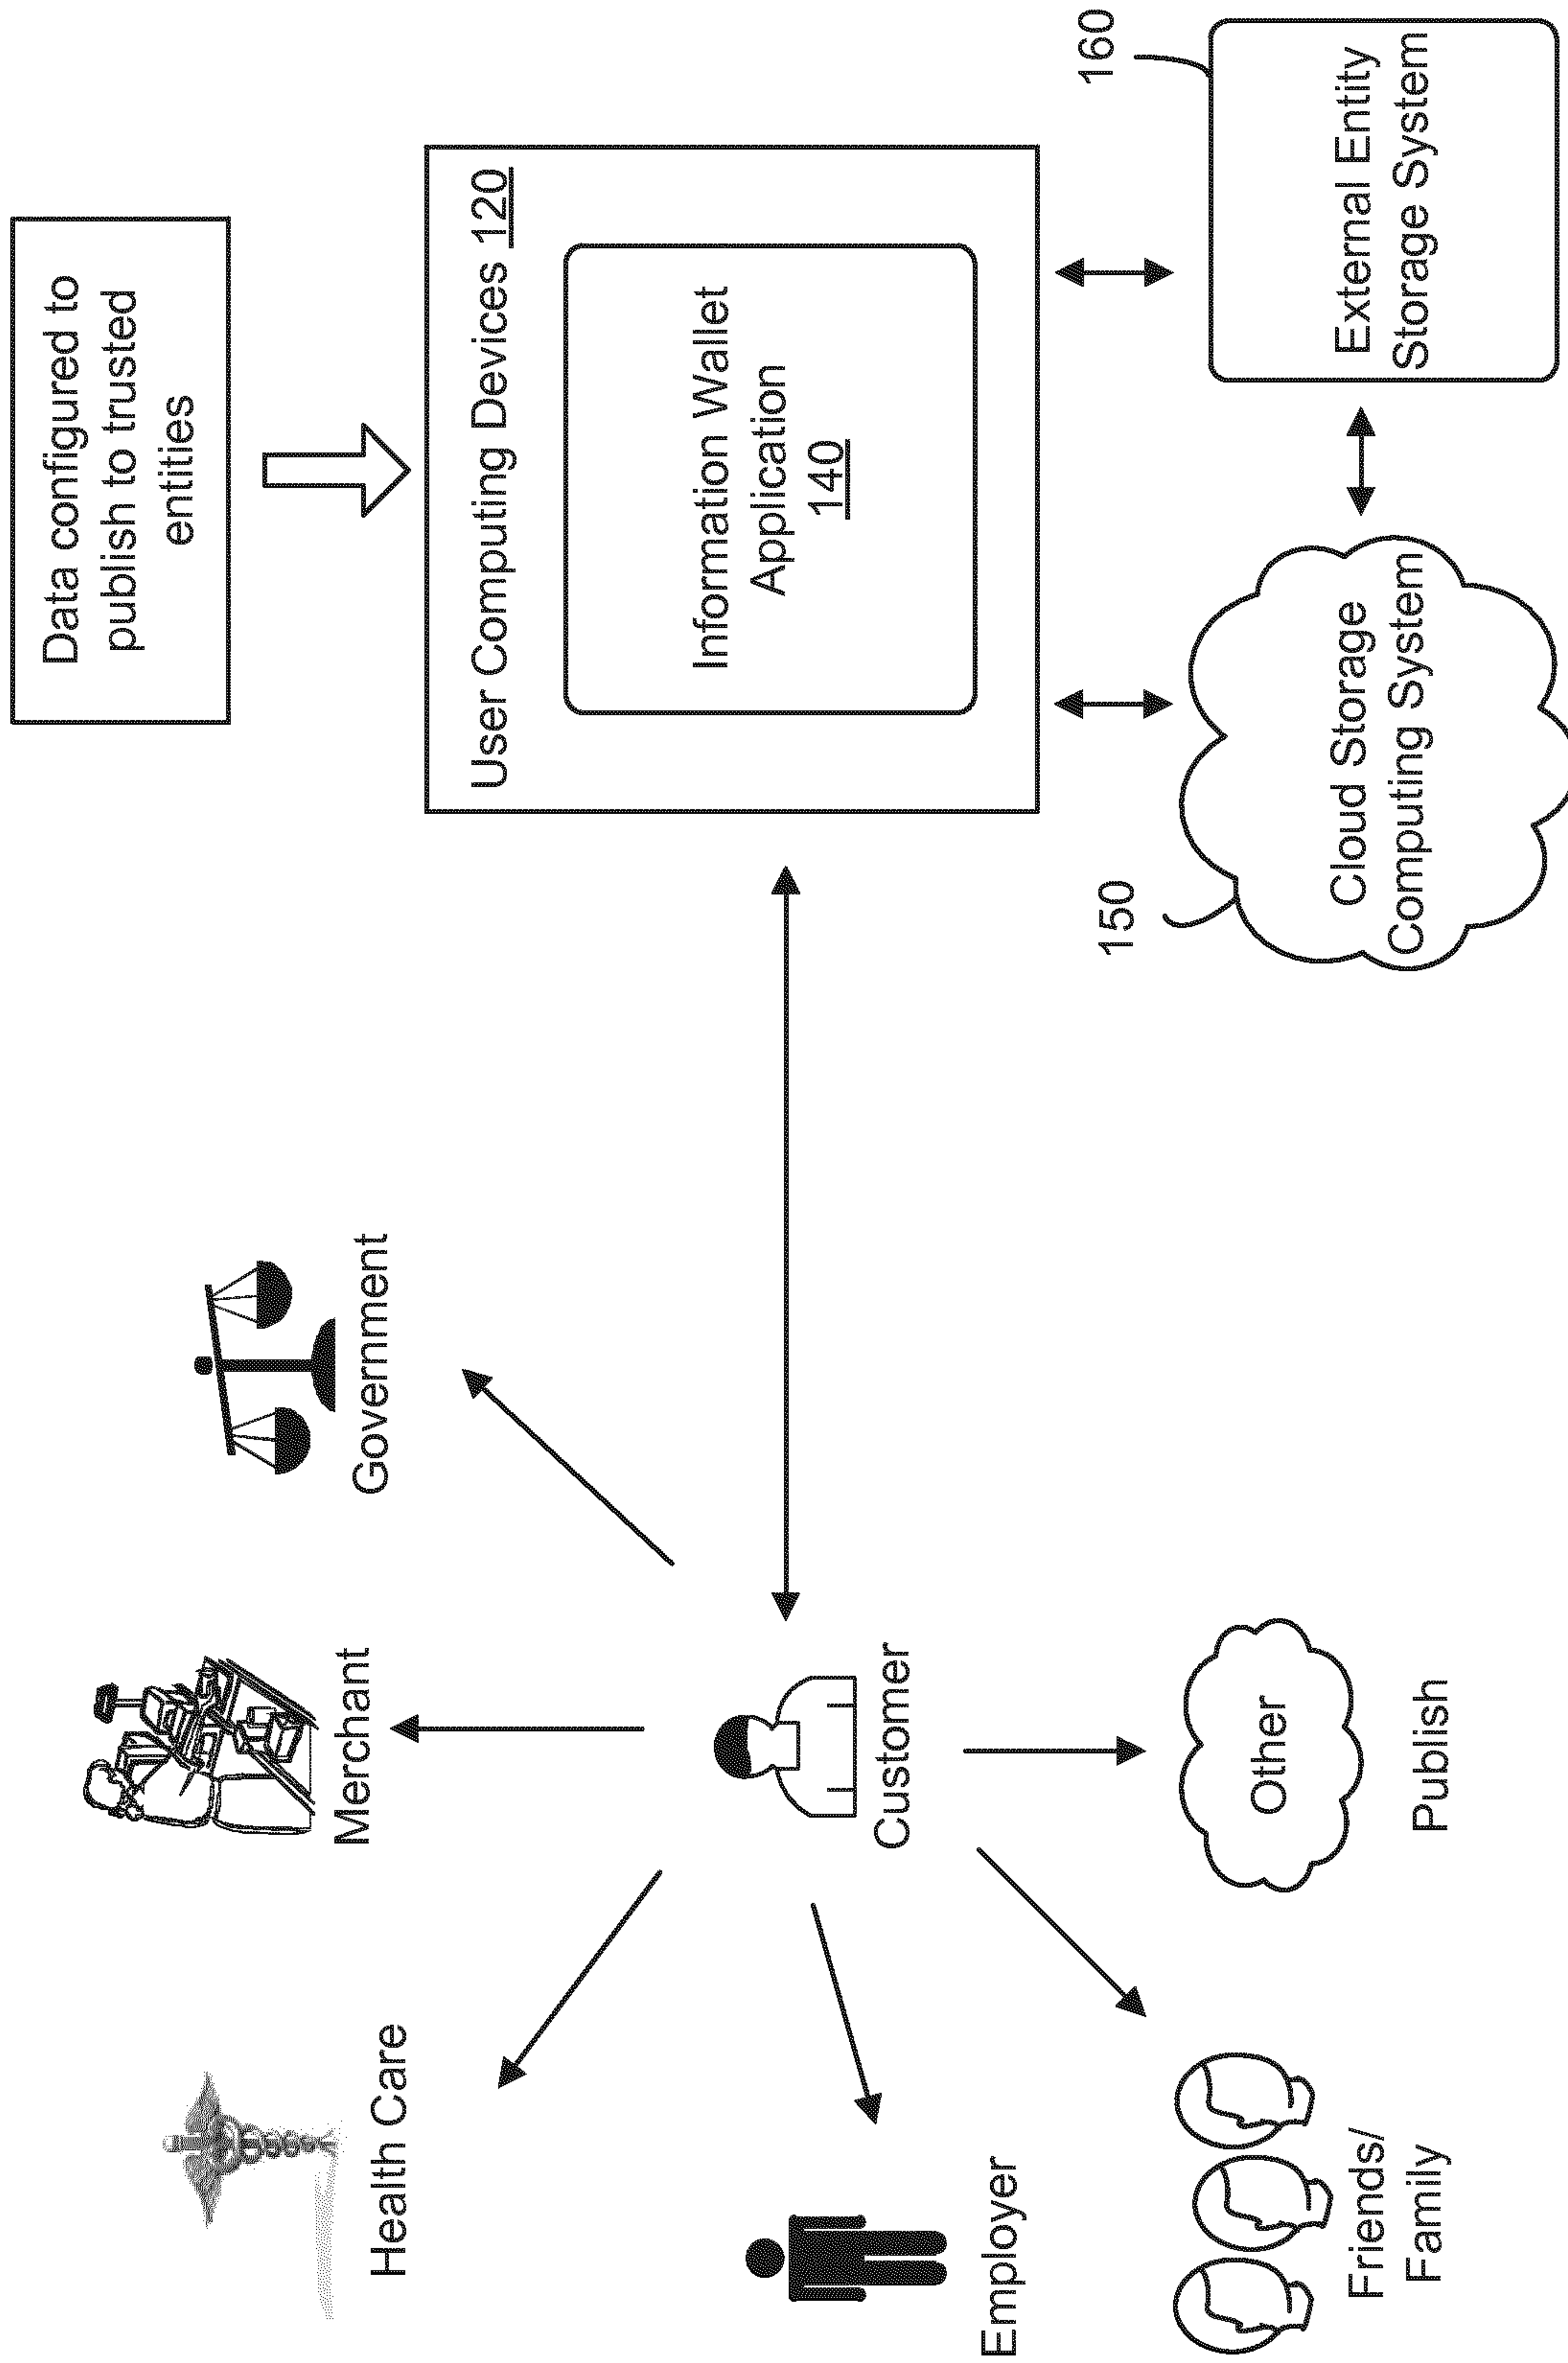 Health Care
Merchant
Government
Employer
Customer
Friends/
Family
Other
Publish
Data configured to
publish to trusted
entities
User Computing Devices 120
Information Wallet
Application
140
150
Cloud Storage
Computing System
160
External Entity
Storage System